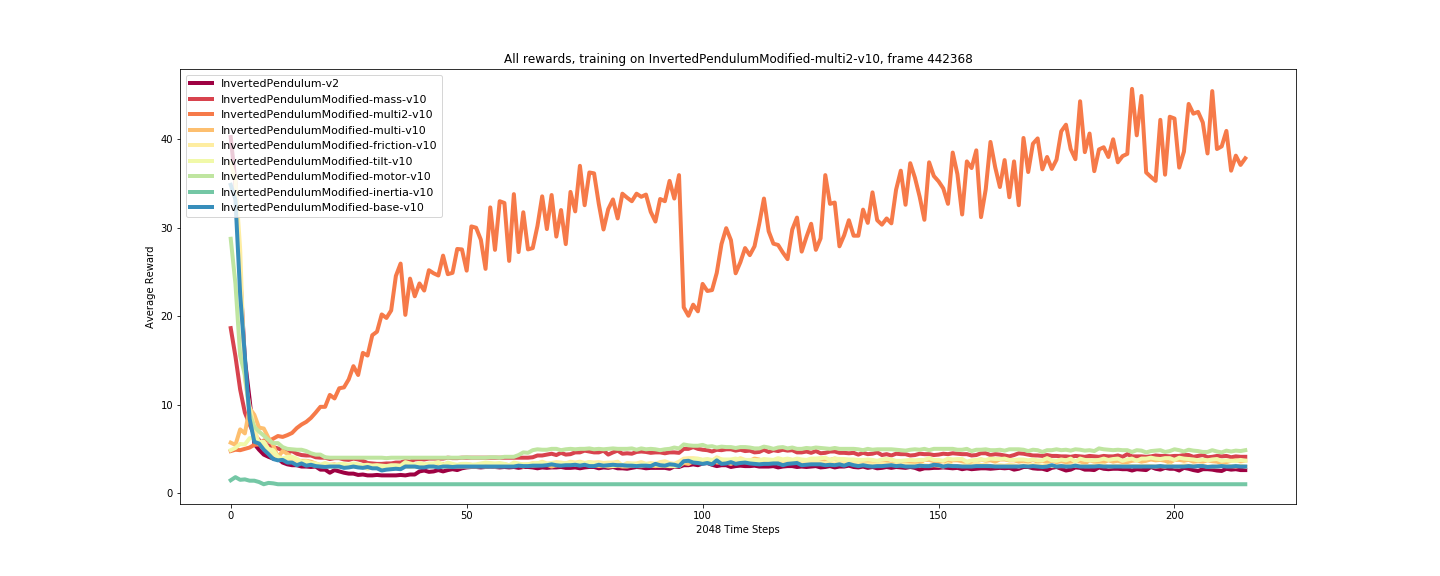 All rewards, training on InvertedPendulumModified-multi2-v10, frame 442368
InvertedPendulum-v2
InvertedPendulumModified-mass-v10
InvertedPendulumModified-multi2-v10
InvertedPendulumModified-multi-v10
InvertedPendulumModified-friction-v10
InvertedPendulumModified-tilt-v10
InvertedPendulumModified-motor-v10
InvertedPendulumModified-inertia-v10
InvertedPendulumModified-base-v10
Average Reward
40
30
20
10
0
0 50 100 150 200
2048 Time Steps